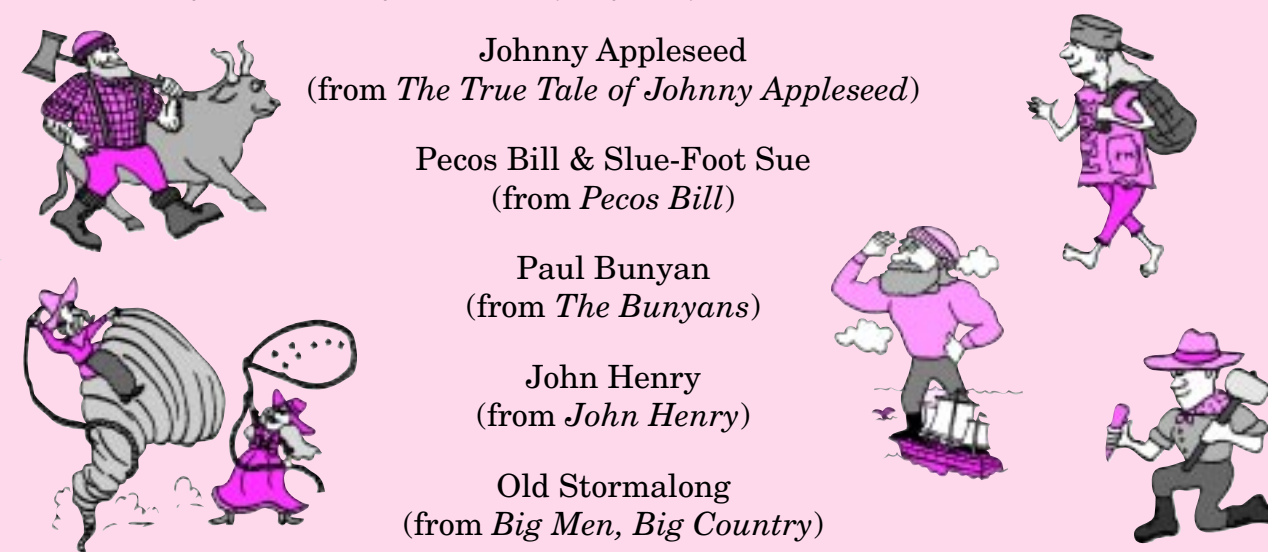 Johnny Appleseed
(from The True Tale of Johnny Appleseed)
Pecos Bill & Slue-Foot Sue
(from Pecos Bill)
Paul Bunyan
(from The Bunyans)
John Henry
(from John Henry)
Old Stormalong
(from Big Men, Big Country)